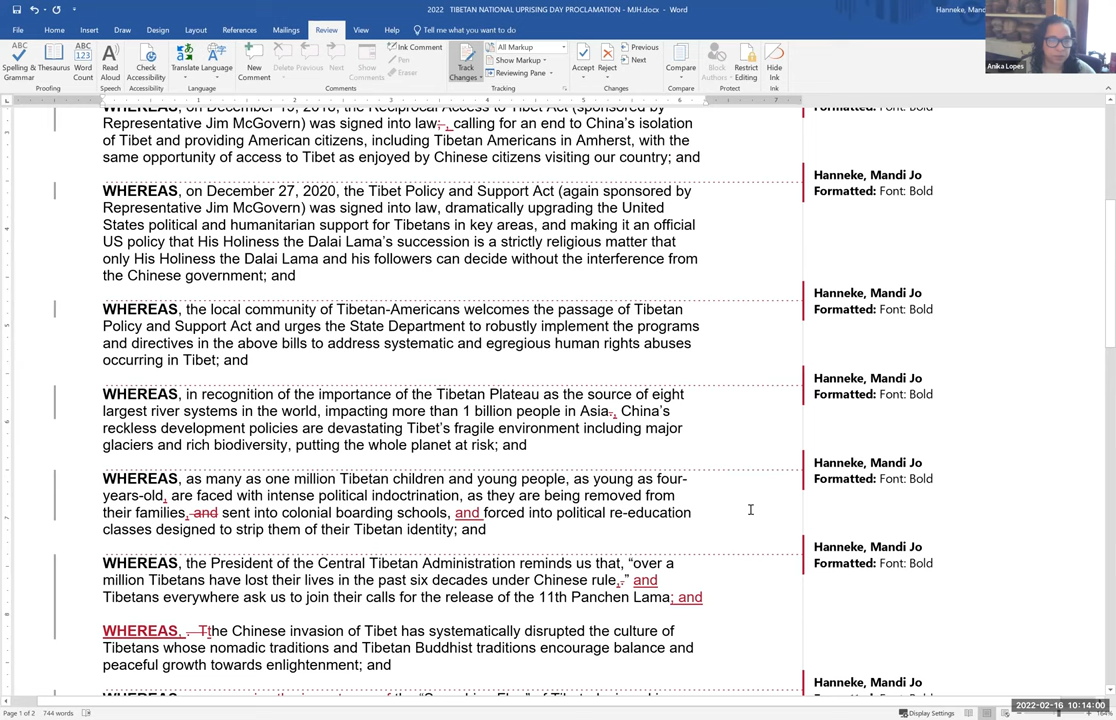 2022 TIBETAN NATIONAL UPRISING DAY PROCLAMATION - MJH.docx - Word
Hanneke, Mand
File Home Insert Draw Design Layout References Mailings Review View Help Tell me what you want to do
Spelling & Grammar
Thesaurus
Word Count
Read Aloud
Check Accessibility
Translate
Language
New Comment
Delete
Previous
Next
Show Comments
Ink Comment
Pen
Eraser
Track Changes
All Markup
Show Markup
Reviewing Pane
Accept
Reject
Previous
Next
Compare
Block Authors
Restrict Editing
Hide Ink
Proofing Speech Accessibility Language Comments Tracking Changes Compare Protect Ink
Anika Lopes
Representative Jim McGovern) was signed into law;, calling for an end to China’s isolation
of Tibet and providing American citizens, including Tibetan Americans in Amherst, with the
same opportunity of access to Tibet as enjoyed by Chinese citizens visiting our country; and
WHEREAS, on December 27, 2020, the Tibet Policy and Support Act (again sponsored by
Representative Jim McGovern) was signed into law, dramatically upgrading the United
States political and humanitarian support for Tibetans in key areas, and making it an official
US policy that His Holiness the Dalai Lama’s succession is a strictly religious matter that
only His Holiness the Dalai Lama and his followers can decide without the interference from
the Chinese government; and
WHEREAS, the local community of Tibetan-Americans welcomes the passage of Tibetan
Policy and Support Act and urges the State Department to robustly implement the programs
and directives in the above bills to address systematic and egregious human rights abuses
occurring in Tibet; and
WHEREAS, in recognition of the importance of the Tibetan Plateau as the source of eight
largest river systems in the world, impacting more than 1 billion people in Asia., China’s
reckless development policies are devastating Tibet’s fragile environment including major
glaciers and rich biodiversity, putting the whole planet at risk; and
WHEREAS, as many as one million Tibetan children and young people, as young as four-
years-old, are faced with intense political indoctrination, as they are being removed from
their families, and sent into colonial boarding schools, and forced into political re-education
classes designed to strip them of their Tibetan identity; and
WHEREAS, the President of the Central Tibetan Administration reminds us that, “over a
million Tibetans have lost their lives in the past six decades under Chinese rule,.” and
Tibetans everywhere ask us to join their calls for the release of the 11th Panchen Lama; and
WHEREAS, . Tthe Chinese invasion of Tibet has systematically disrupted the culture of
Tibetans whose nomadic traditions and Tibetan Buddhist traditions encourage balance and
peaceful growth towards enlightenment; and
Formatted: Font: Bold
Hanneke, Mandi Jo
Formatted: Font: Bold
Hanneke, Mandi Jo
Formatted: Font: Bold
Hanneke, Mandi Jo
Formatted: Font: Bold
Hanneke, Mandi Jo
Formatted: Font: Bold
Hanneke, Mandi Jo
Formatted: Font: Bold
Hanneke, Mandi Jo
Page 1 of 2 744 words
Display Settings
2022-02-16 10:14:00